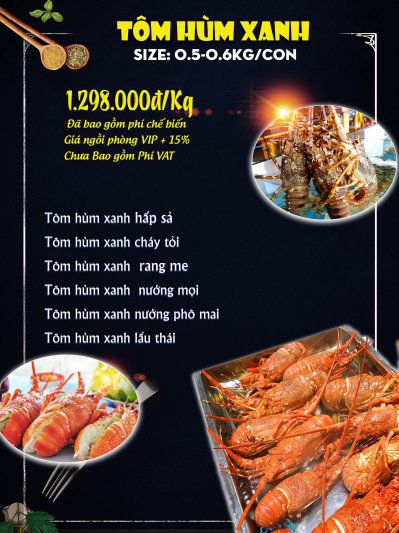 TÔM HÙM XANH
SIZE: 0.5-0.6KG/CON
1.298.000đ/Kg
Đã bao gồm phí chế biến
Giá ngồi phòng VIP + 15%
Chưa Bao gồm Phí VAT
Tôm hùm xanh hấp sả
Tôm hùm xanh cháy tỏi
Tôm hùm xanh rang me
Tôm hùm xanh nướng mọi
Tôm hùm xanh nướng phô mai
Tôm hùm xanh lẩu thái